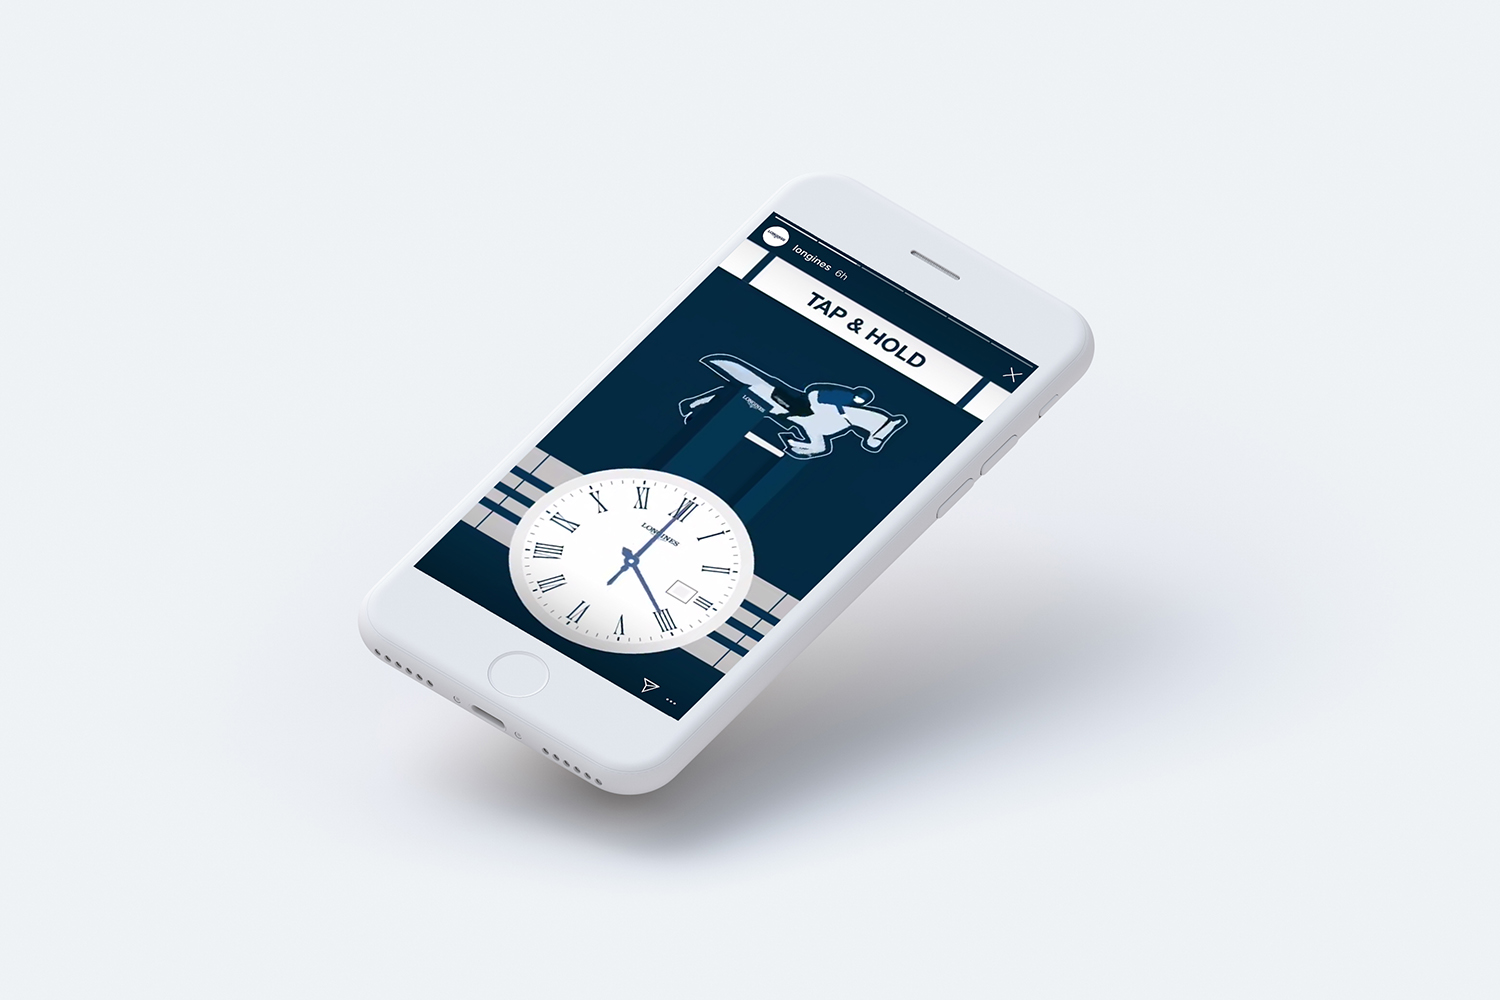 LONGINES
longines 6h
TAP & HOLD
LONGINES
XII
I
II
III
IIII
V
VI
VII
VIII
IX
X
XI
LONGINES